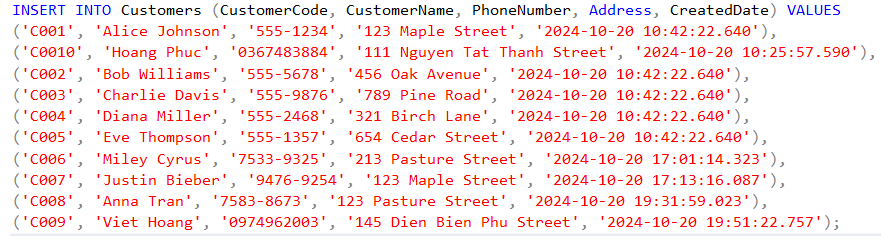 INSERT INTO Customers (CustomerCode, CustomerName, PhoneNumber, Address, CreatedDate) VALUES
('C001', 'Alice Johnson', '555-1234', '123 Maple Street', '2024-10-20 10:42:22.640'),
('C0010' , 'Hoang Phuc', '0367483884', '111 Nguyen Tat Thanh Street', '2024-10-20 10:25:57.590'),
('C002', 'Bob Williams', '555-5678', '456 Oak Avenue', '2024-10-20 10:42:22.640'),
('C003', 'Charlie Davis', '555-9876', '789 Pine Road', '2024-10-20 10:42:22.640'),
('C004', 'Diana Miller', '555-2468', '321 Birch Lane', '2024-10-20 10:42:22.640'),
('C005', 'Eve Thompson', '555-1357', '654 Cedar Street', '2024-10-20 10:42:22.640'),
('C006', 'Miley Cyrus', '7533-9325', '213 Pasture Street', '2024-10-20 17:01:14.323'),
('C007', 'Justin Bieber', '9476-9254', '123 Maple Street', '2024-10-20 17:13:16.087'),
('C008', 'Anna Tran', '7583-8673', '123 Pasture Street', '2024-10-20 19:31:59.023'),
('C009', 'Viet Hoang', '0974962003', '145 Dien Bien Phu Street', '2024-10-20 19:51:22.757');